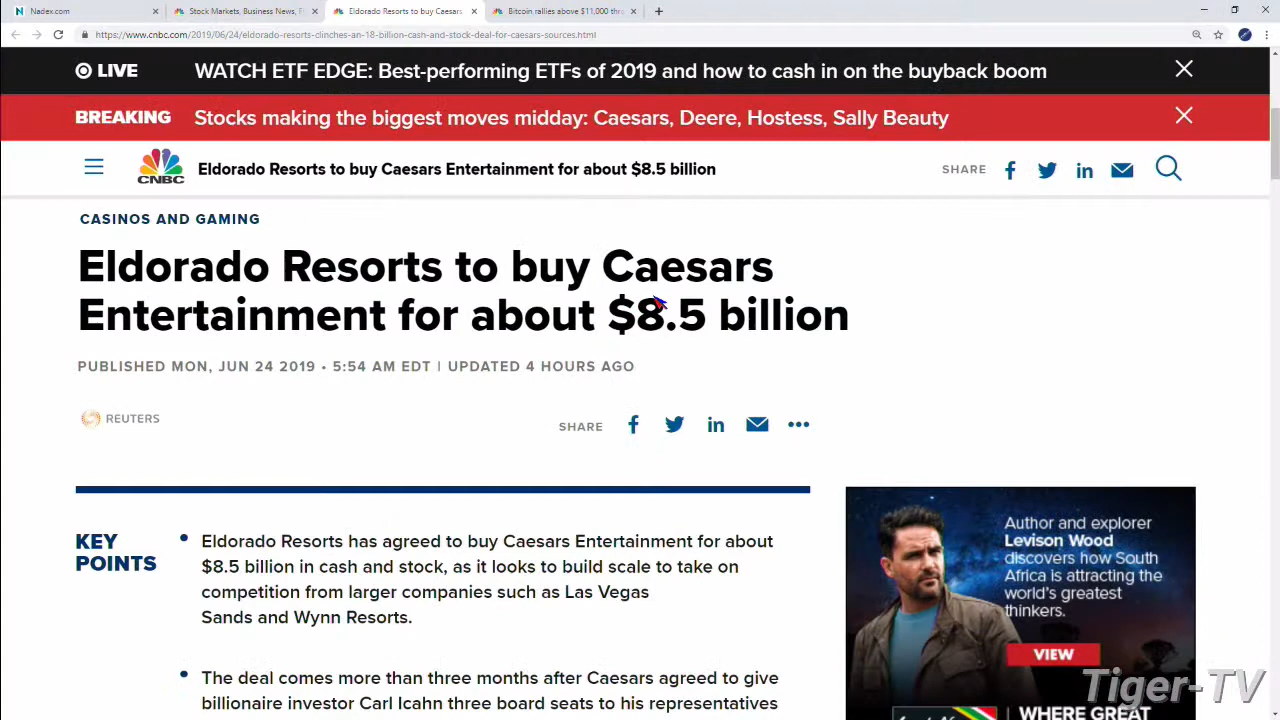 Nadex.com
Stock Markets, Business News, F
Eldorado Resorts to buy Caesars
Bitcoin rallies above $11,000 thr
https://www.cnbc.com/2019/06/24/eldorado-resorts-clinches-an-18-billion-cash-and-stock-deal-for-caesars-sources.html
LIVE WATCH ETF EDGE: Best-performing ETFs of 2019 and how to cash in on the buyback boom
BREAKING Stocks making the biggest moves midday: Caesars, Deere, Hostess, Sally Beauty
CNBC Eldorado Resorts to buy Caesars Entertainment for about $8.5 billion SHARE
CASINOS AND GAMING
Eldorado Resorts to buy Caesars
Entertainment for about $8.5 billion
PUBLISHED MON, JUN 24 2019 • 5:54 AM EDT | UPDATED 4 HOURS AGO
REUTERS
SHARE
KEY
POINTS
• Eldorado Resorts has agreed to buy Caesars Entertainment for about
$8.5 billion in cash and stock, as it looks to build scale to take on
competition from larger companies such as Las Vegas
Sands and Wynn Resorts.
• The deal comes more than three months after Caesars agreed to give
billionaire investor Carl Icahn three board seats to his representatives
Author and explorer
Levison Wood
discovers how South
Africa is attracting the
world's greatest
thinkers.
VIEW
WHERE GREAT
Tiger-TV